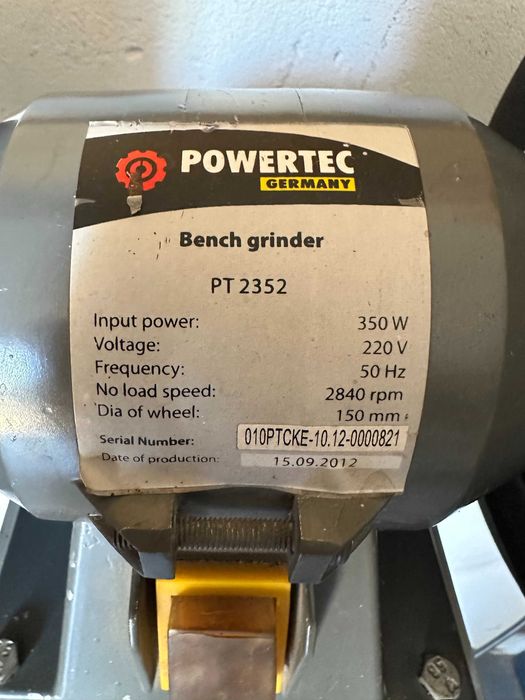 POWERTEC
GERMANY
Bench grinder
PT 2352
Input power: 350 W
Voltage: 220 V
Frequency: 50 Hz
No load speed: 2840 rpm
Dia of wheel: 150 mm
Serial Number: 010PTCKE-10.12-0000821
Date of production: 15.09.2012